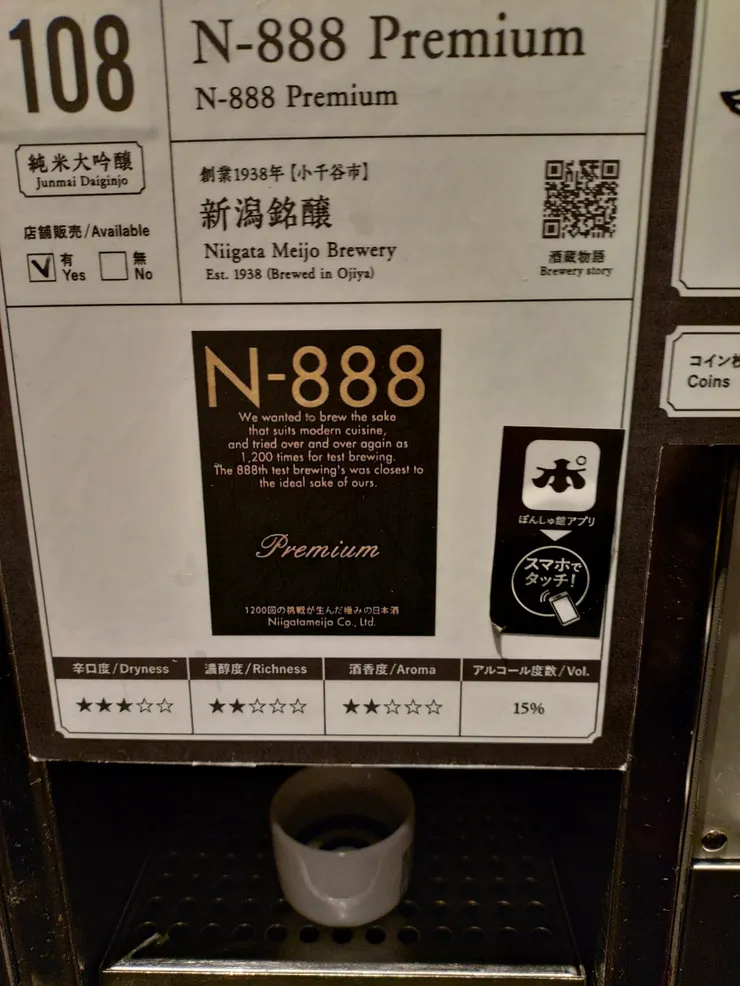 108
N-888 Premium
N-888 Premium
純米大吟醸
Junmai Daiginjo
店舗販売/Available
有
Yes
無
No
創業1938年【小千谷市】
新潟銘醸
Niigata Meijo Brewery
Est. 1938 (Brewed in Ojiya)
酒蔵物語
Brewery story
N-888
We wanted to brew the sake
that suits modern cuisine,
and tried over and over again as
1,200 times for test brewing.
The 888th test brewing's was closest to
the ideal sake of ours.
Premium
1200回の挑戦が生んだ極みの日本酒
Niigatameijo Co., Ltd.
ポ
ぽんしゅ館アプリ
スマホで
タッチ!
辛口度/Dryness
★★★☆☆
濃醇度/Richness
★★☆☆☆
酒香度/Aroma
★★☆☆☆
アルコール度数/Vol.
15%
コイン
Coins